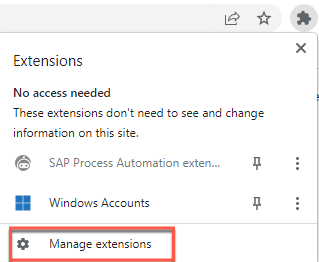 Extensions
No access needed
These extensions don't need to see and change
information on this site.
SAP Process Automation exten...
Windows Accounts
Manage extensions